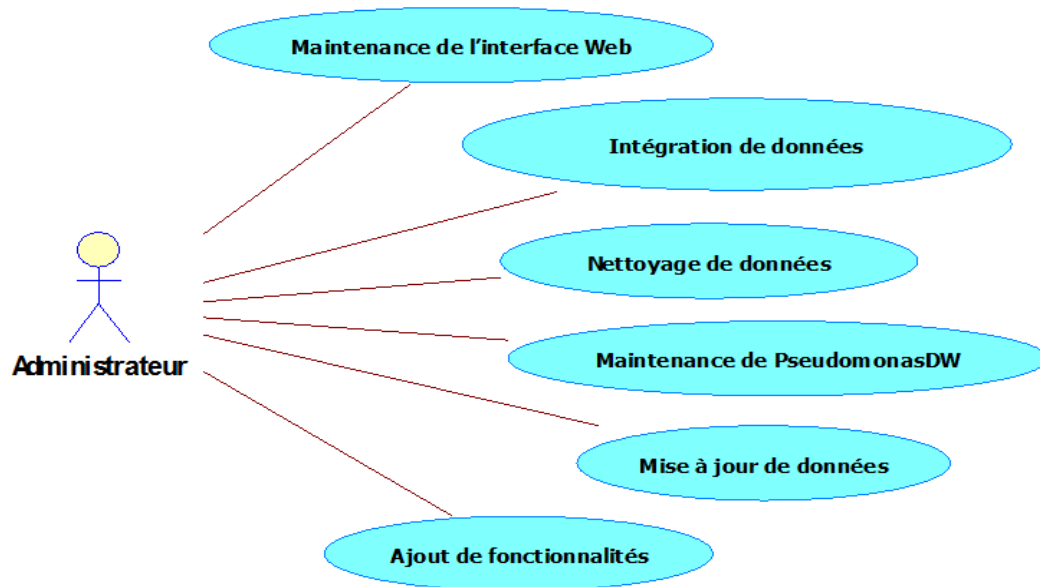 Maintenance de l’interface Web
Intégration de données
Nettoyage de données
Maintenance de PseudomonasDW
Administrateur
Mise à jour de données
Ajout de fonctionnalités